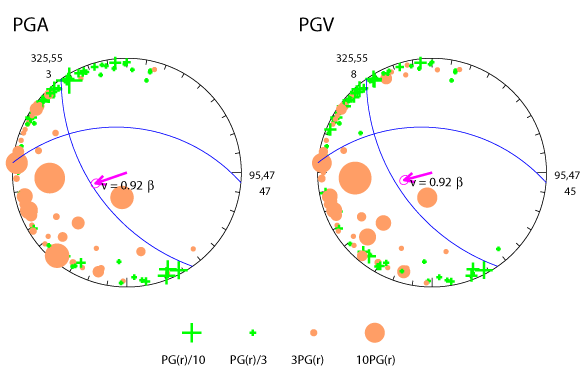 PGA
PGV
325,55
3
325,55
8
v = 0.92 β
v = 0.92 β
95,47
47
95,47
45
PG(r)/10 PG(r)/3 3PG(r) 10PG(r)